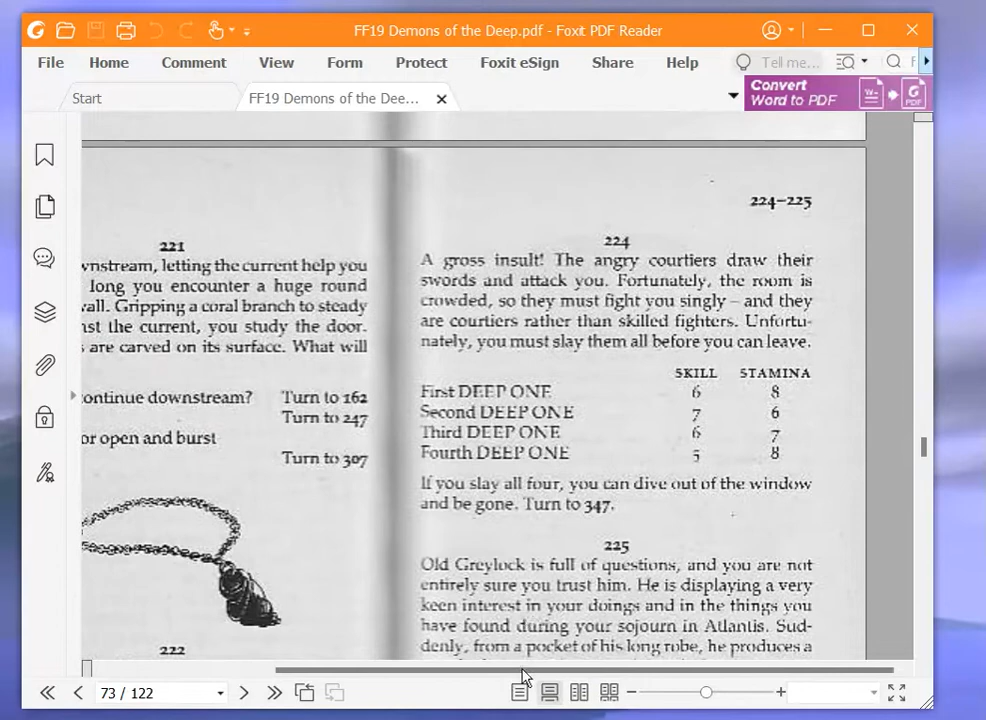 FF19 Demons of the Deep.pdf - Foxit PDF Reader
File Home Comment View Form Protect Foxit eSign Share Help Tell me... F
Start FF19 Demons of the Dee... Convert
Word to PDF
221
wnstream, letting the current help you
long you encounter a huge round
all. Gripping a coral branch to steady
nst the current, you study the door.
s are carved on its surface. What will
ontinue downstream? Turn to 162
Turn to 247
or open and burst
Turn to 307
222
224–225
224
A gross insult! The angry courtiers draw their
swords and attack you. Fortunately, the room is
crowded, so they must fight you singly – and they
are courtiers rather than skilled fighters. Unfortu-
nately, you must slay them all before you can leave.
SKILL STAMINA
First DEEP ONE 6 8
Second DEEP ONE 7 6
Third DEEP ONE 6 7
Fourth DEEP ONE 5 8
If you slay all four, you can dive out of the window
and be gone. Turn to 347.
225
Old Greylock is full of questions, and you are not
entirely sure you trust him. He is displaying a very
keen interest in your doings and in the things you
have found during your sojourn in Atlantis. Sud-
denly, from a pocket of his long robe, he produces a
73 / 122